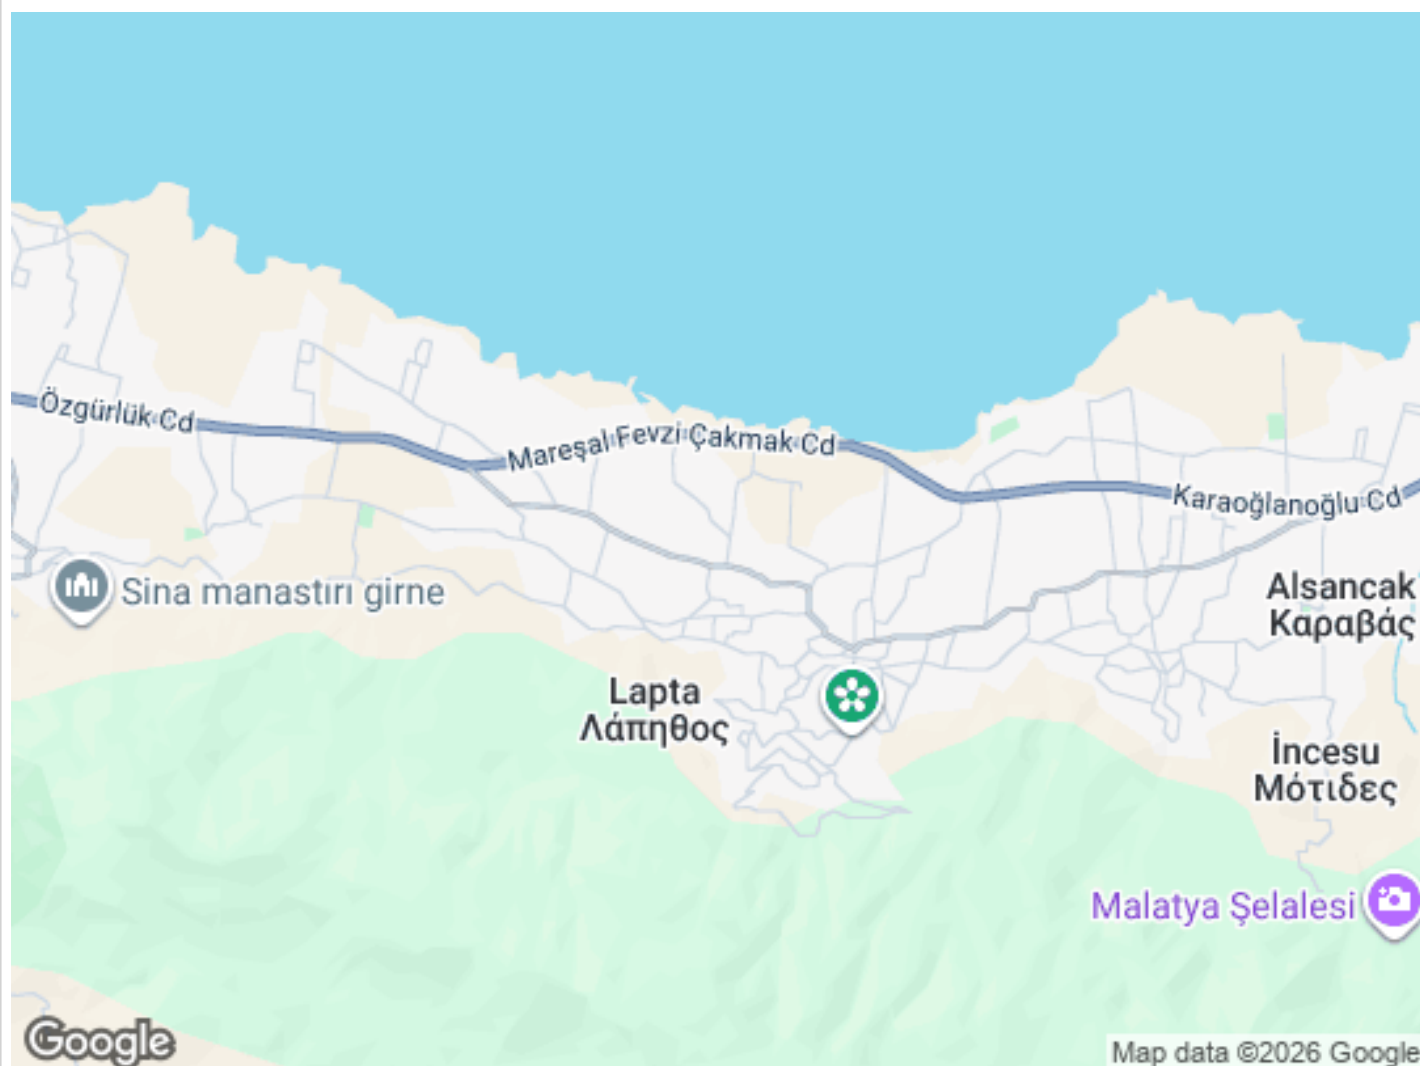 Özgürlük Cd
Mareşal Fevzi Çakmak Cd
Karaoğlanoğlu Cd
Sina manastırı girne
Alsancak
Καραβάς
Lapta
Λάπηθος
İncesu
Μότιδες
Malatya Şelalesi
Google
Map data ©2026 Google